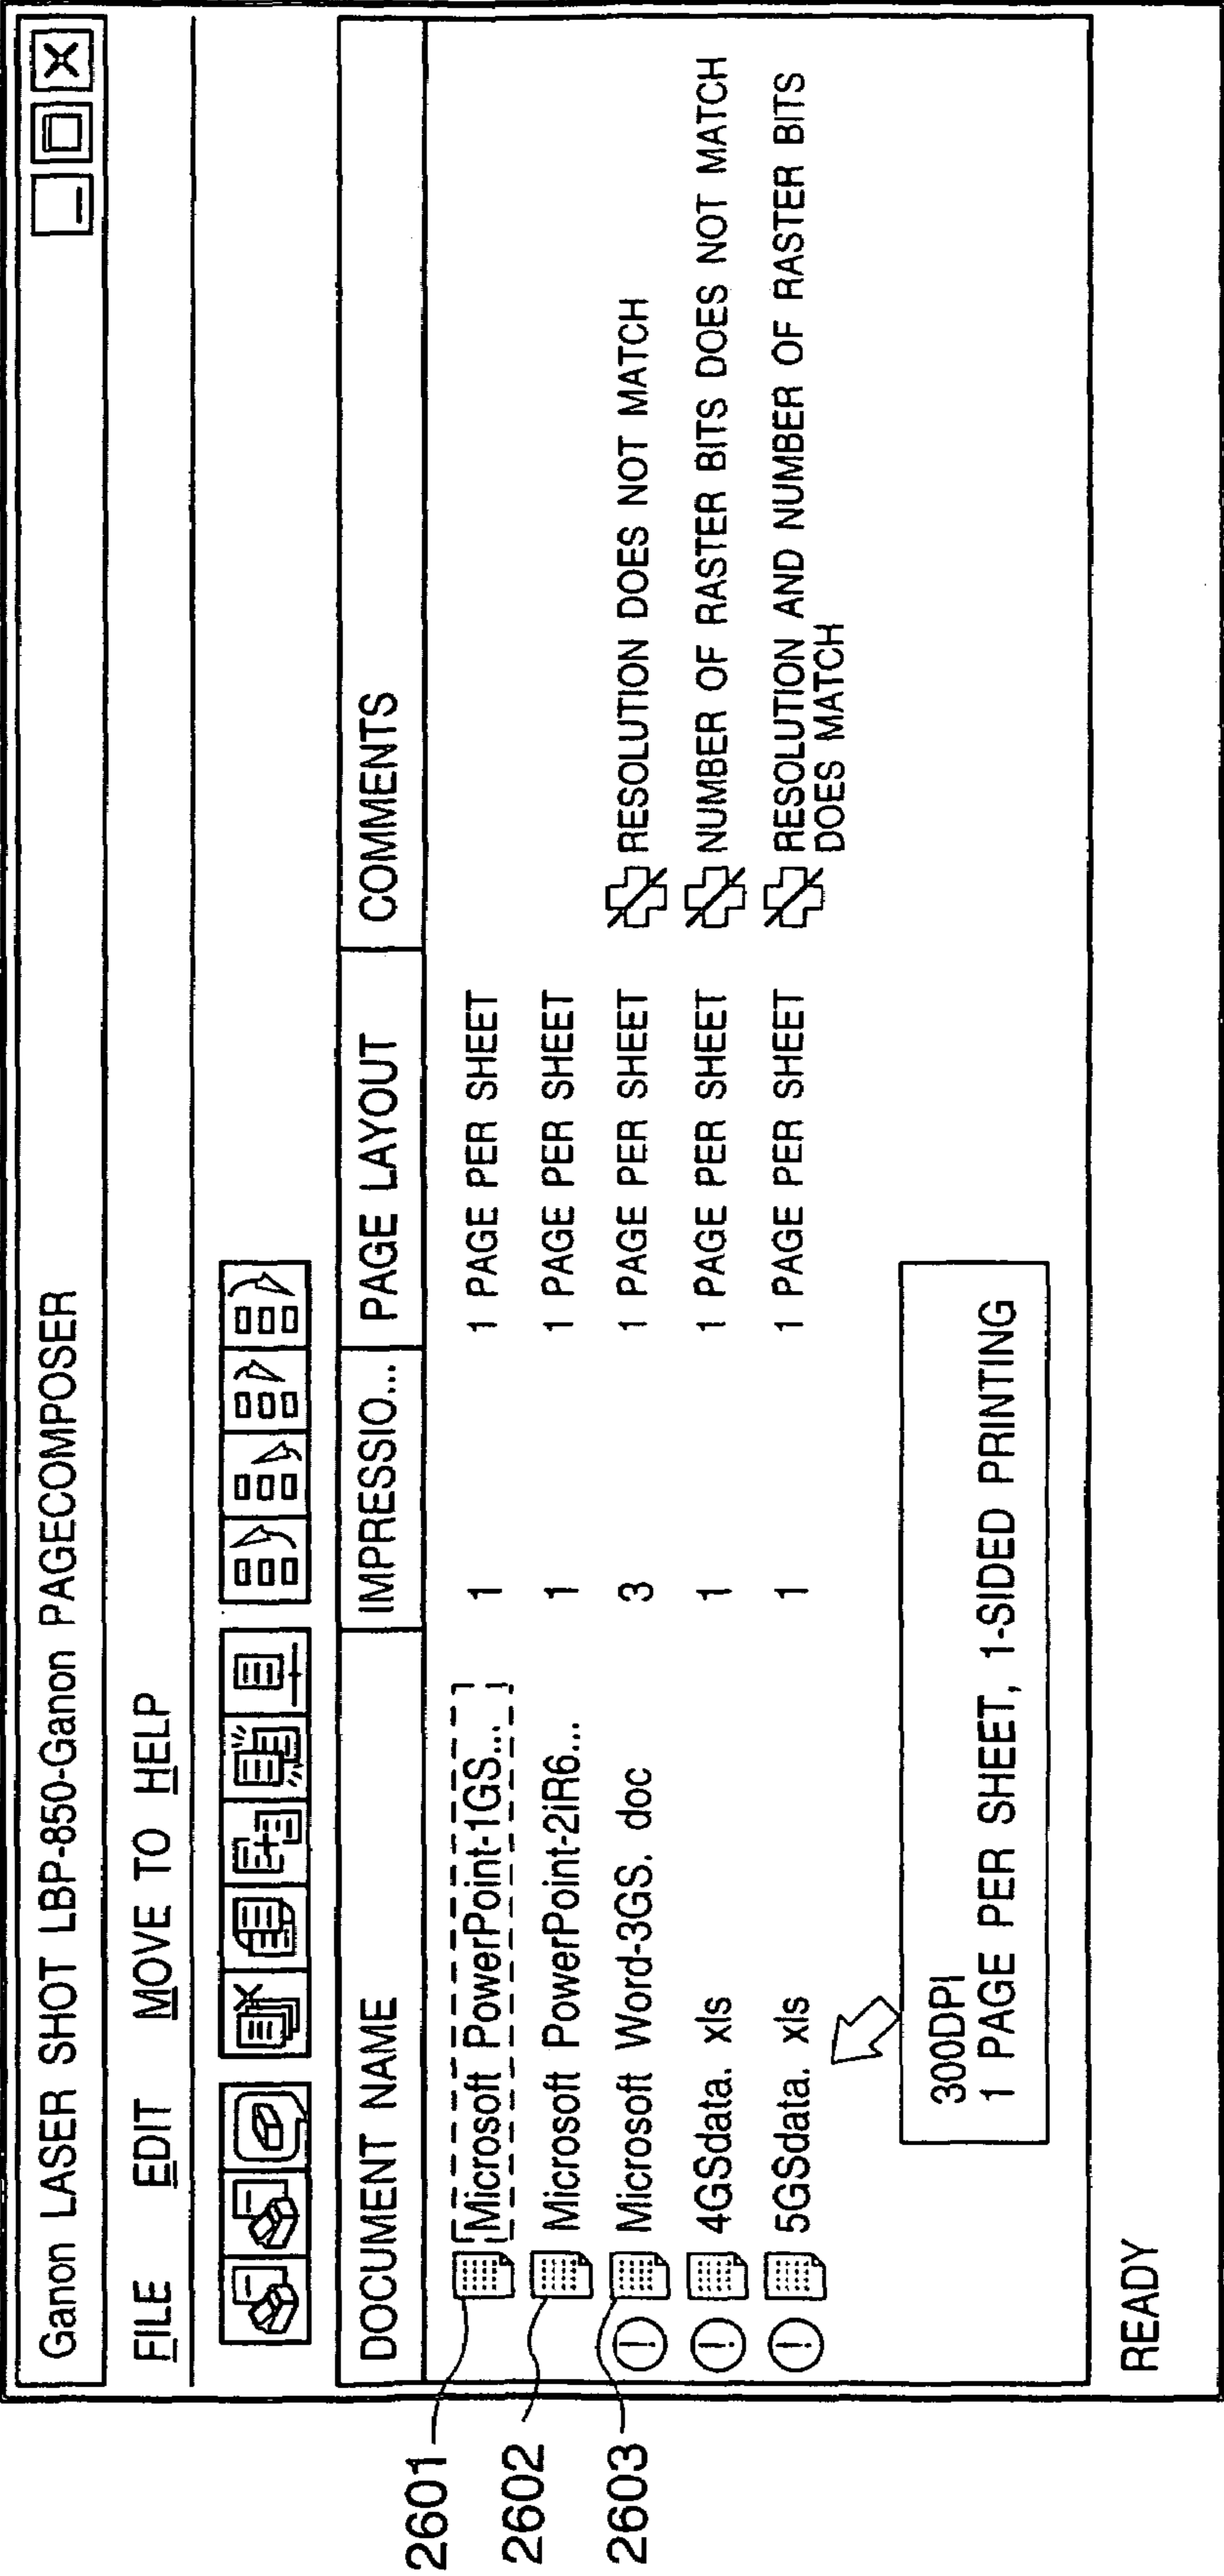 Ganon LASER SHOT LBP-850-Ganon PAGECOMPOSER
FILE EDIT MOVE TO HELP
DOCUMENT NAME IMPRESSIO... PAGE LAYOUT COMMENTS
2601 Microsoft PowerPoint-1GS... 1 1 PAGE PER SHEET
2602 Microsoft PowerPoint-2iR6... 1 1 PAGE PER SHEET
2603 Microsoft Word-3GS. doc 3 1 PAGE PER SHEET RESOLUTION DOES NOT MATCH
4GSdata. xls 1 1 PAGE PER SHEET NUMBER OF RASTER BITS DOES NOT MATCH
5GSdata. xls 1 1 PAGE PER SHEET RESOLUTION AND NUMBER OF RASTER BITS
DOES MATCH
300DPI
1 PAGE PER SHEET, 1-SIDED PRINTING
READY